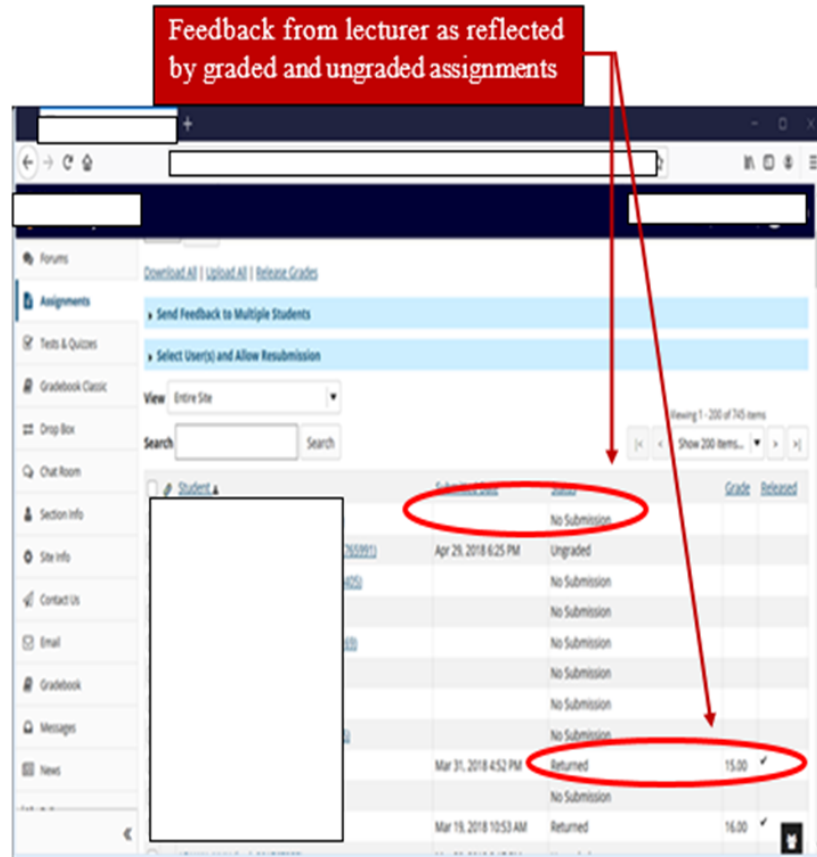 Feedback from lecturer as reflected
by graded and ungraded assignments
Forums
Assignments
Tests & Quizzes
Gradebook Classic
Drop Box
Chat Room
Section Info
Site Info
Contact Us
Email
Gradebook
Messages
News
Download All | Upload All | Release Grades
Send Feedback to Multiple Students
Select User(s) and Allow Resubmission
View Entire Site
Viewing 1 - 200 of 745 items
Search Search
|< < Show 200 items... > >|
Student Submitted Date Status Grade Released
No Submission
765991) Apr 29, 2018 6:25 PM Ungraded
No Submission
No Submission
No Submission
No Submission
No Submission
No Submission
Mar 31, 2018 4:52 PM Returned 15.00 ✓
No Submission
Mar 19, 2018 10:53 AM Returned 16.00 ✓